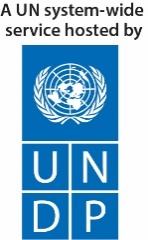 A UN system-wide
service hosted by
U N
D P